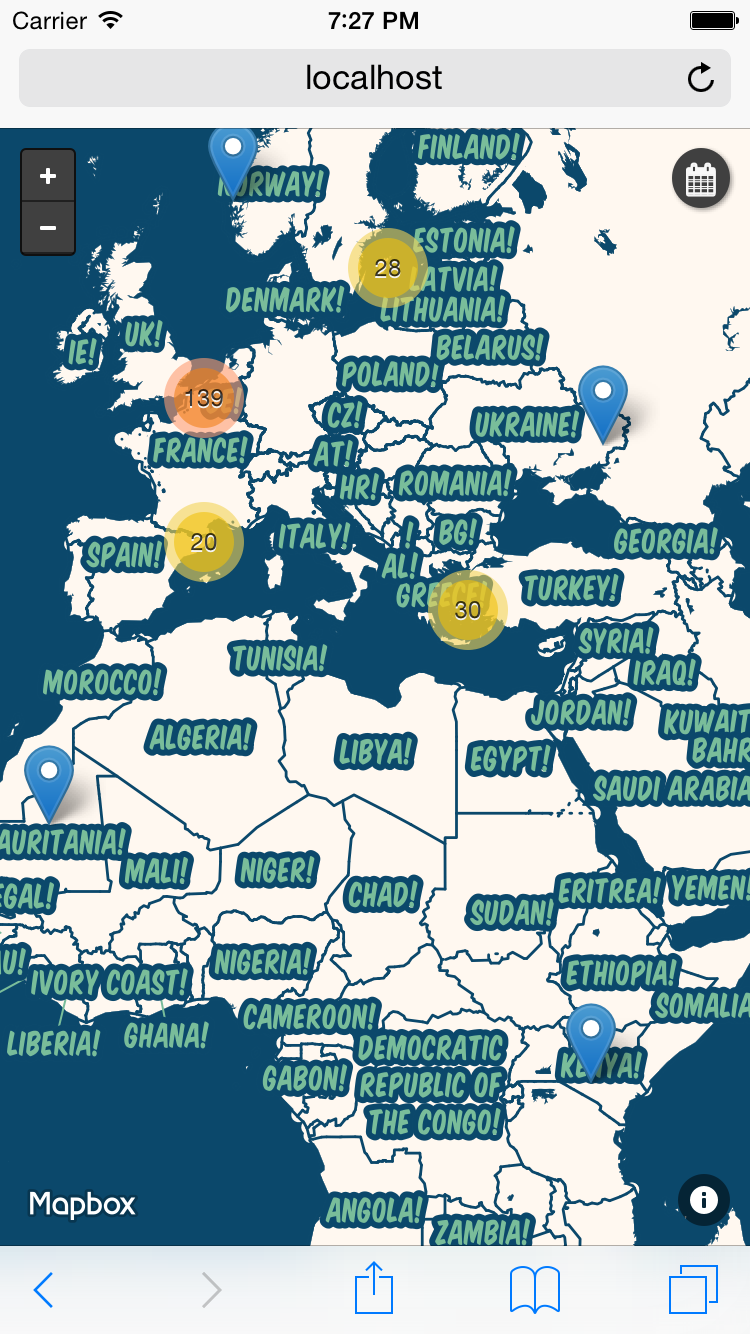 Carrier 7:27 PM
localhost
+
−
FINLAND!
NORWAY!
ESTONIA!
28
LATVIA!
DENMARK!
LITHUANIA!
UK!
IE!
BELARUS!
POLAND!
139
CZ!
UKRAINE!
FRANCE!
AT!
HR!
ROMANIA!
ITALY!
!
BG!
GEORGIA!
20
SPAIN!
AL!
TURKEY!
GREECE!
30
SYRIA!
TUNISIA!
IRAQ!
MOROCCO!
JORDAN!
KUWAIT
ALGERIA!
LIBYA!
BAHR
EGYPT!
SAUDI ARABIA
AURITANIA!
MALI!
NIGER!
EGAL!
CHAD!
ERITREA!
YEMEN!
SUDAN!
AU!
NIGERIA!
ETHIOPIA!
IVORY COAST!
SOMALIA
CAMEROON!
GHANA!
LIBERIA!
DEMOCRATIC
REPUBLIC OF
THE CONGO!
KENYA!
GABON!
Mapbox
i
ANGOLA!
ZAMBIA!